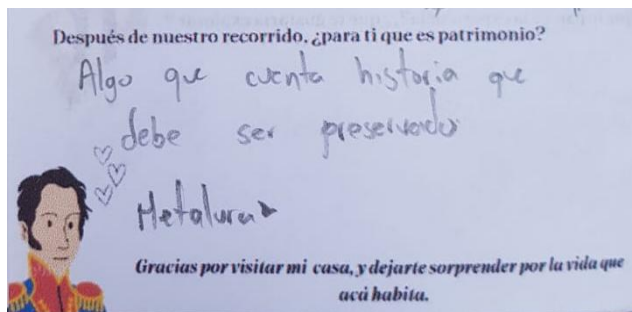 Después de nuestro recorrido, ¿para ti que es patrimonio?
Algo que cuenta historia que
debe ser preservado
Gracias por visitar mi casa, y dejarte sorprender por la vida que
acá habita.